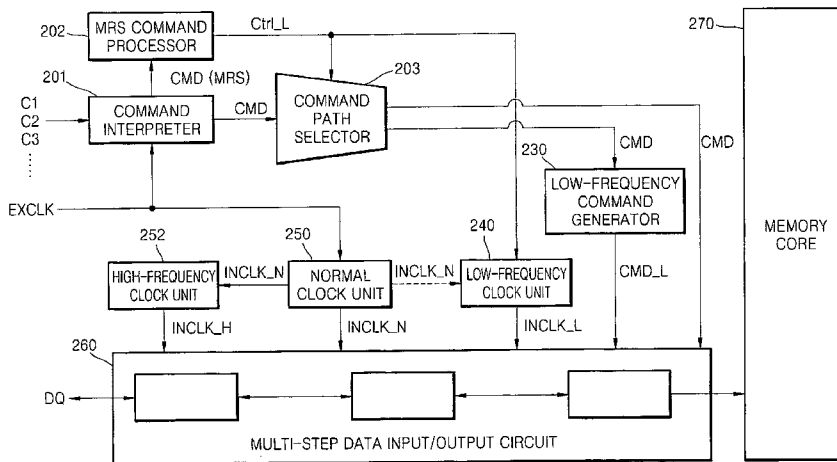 202
MRS COMMAND
PROCESSOR
Ctrl_L
270
201
CMD (MRS)
203
C1
C2
C3
COMMAND
INTERPRETER
CMD
COMMAND
PATH
SELECTOR
CMD
CMD
230
LOW-FREQUENCY
COMMAND
GENERATOR
EXCLK
MEMORY
CORE
252
250
240
HIGH-FREQUENCY
CLOCK UNIT
INCLK_N
NORMAL
CLOCK UNIT
INCLK_N
LOW-FREQUENCY
CLOCK UNIT
CMD_L
INCLK_H
INCLK_N
INCLK_L
260
DQ
MULTI-STEP DATA INPUT/OUTPUT CIRCUIT